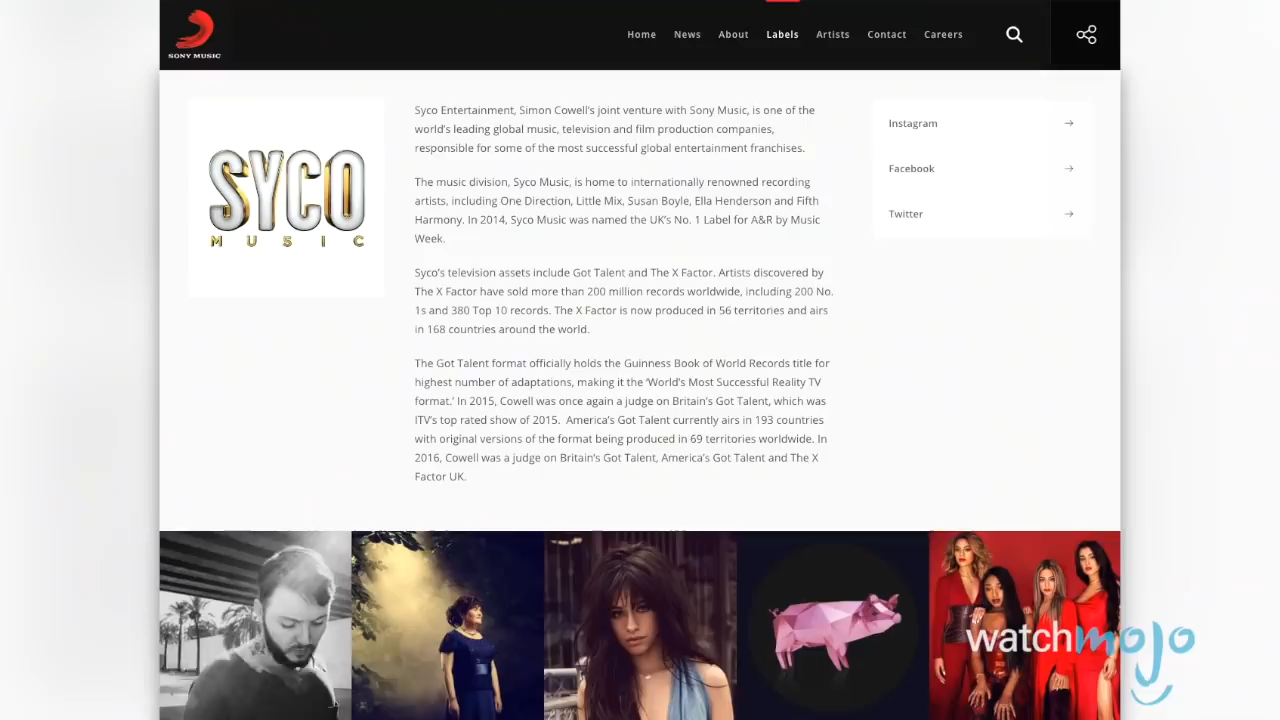 SONY MUSIC
Home News About Labels Artists Contact Careers
SYCO
MUSIC
Syco Entertainment, Simon Cowell's joint venture with Sony Music, is one of the
world's leading global music, television and film production companies,
responsible for some of the most successful global entertainment franchises.
The music division, Syco Music, is home to internationally renowned recording
artists, including One Direction, Little Mix, Susan Boyle, Ella Henderson and Fifth
Harmony. In 2014, Syco Music was named the UK's No. 1 Label for A&R by Music
Week.
Syco's television assets include Got Talent and The X Factor. Artists discovered by
The X Factor have sold more than 200 million records worldwide, including 200 No.
1s and 380 Top 10 records. The X Factor is now produced in 56 territories and airs
in 168 countries around the world.
The Got Talent format officially holds the Guinness Book of World Records title for
highest number of adaptations, making it the 'World's Most Successful Reality TV
format.' In 2015, Cowell was once again a judge on Britain's Got Talent, which was
ITV's top rated show of 2015. America's Got Talent currently airs in 193 countries
with original versions of the format being produced in 69 territories worldwide. In
2016, Cowell was a judge on Britain's Got Talent, America's Got Talent and The X
Factor UK.
Instagram
Facebook
Twitter
watchmojo